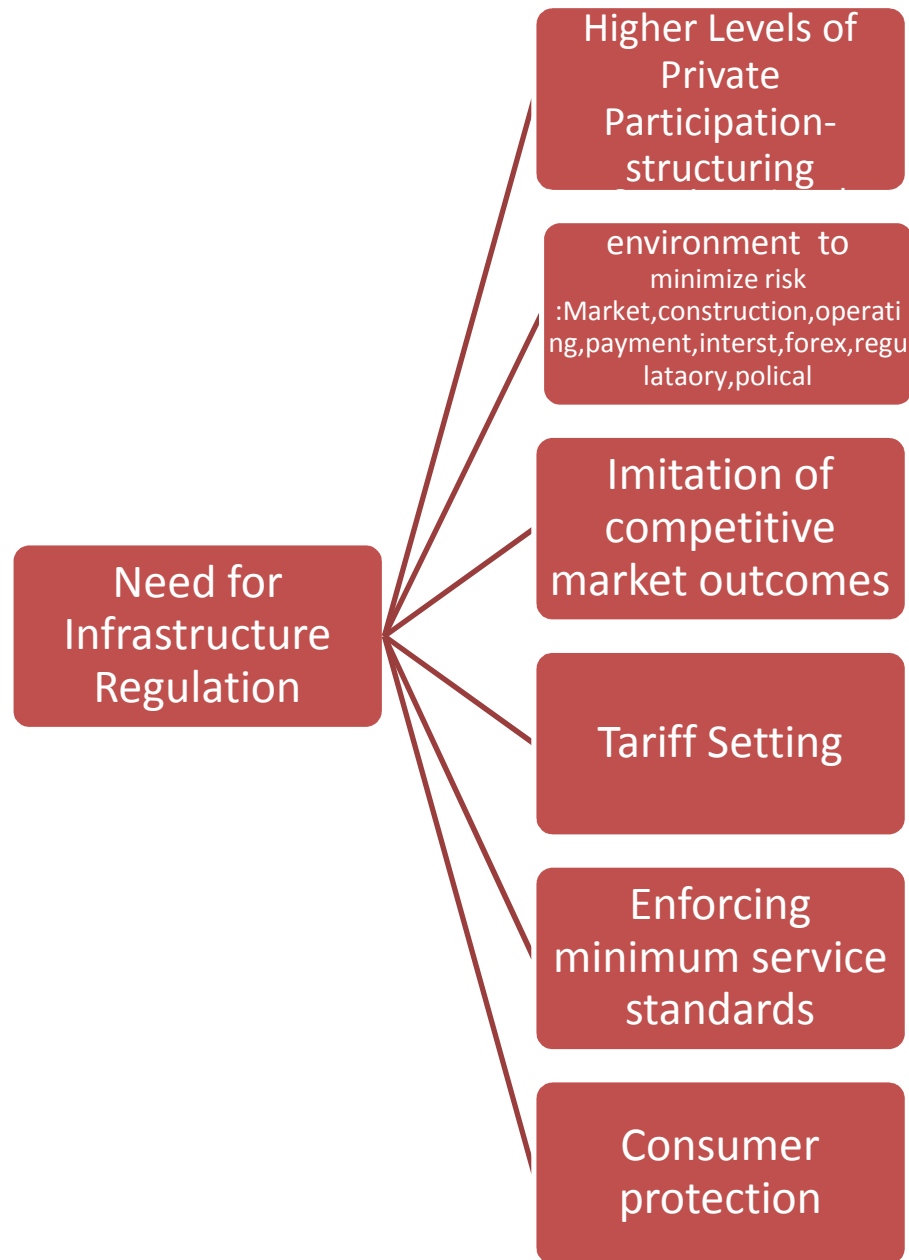 Need for
Infrastructure
Regulation
Higher Levels of
Private
Participation-
structuring
environment  to
minimize risk
:Market,construction,operati
ng,payment,interst,forex,regu
lataory,polical
Imitation of
competitive
market outcomes
Tariff Setting
Enforcing
minimum service
standards
Consumer
protection